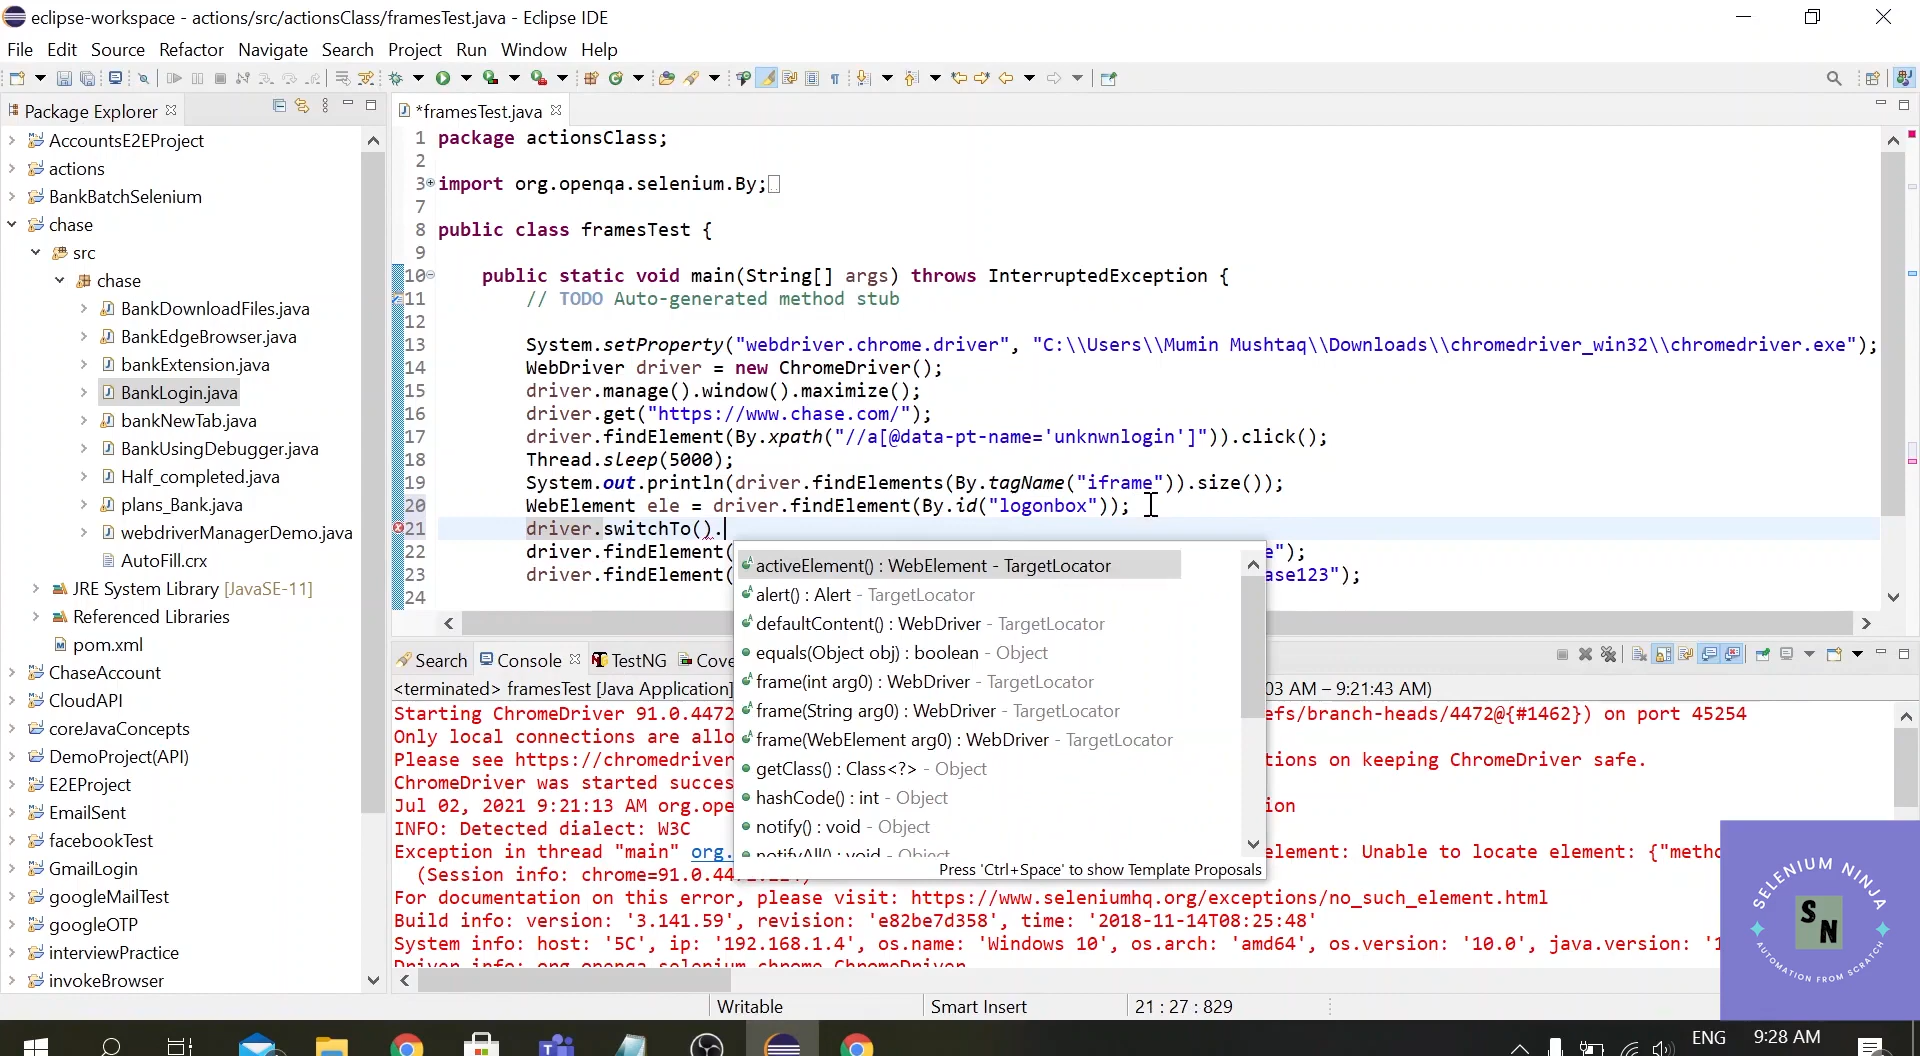 eclipse-workspace - actions/src/actionsClass/framesTest.java - Eclipse IDE
File Edit Source Refactor Navigate Search Project Run Window Help
Package Explorer
AccountsE2EProject
actions
BankBatchSelenium
chase
src
chase
BankDownloadFiles.java
BankEdgeBrowser.java
bankExtension.java
BankLogin.java
bankNewTab.java
BankUsingDebugger.java
Half_completed.java
plans_Bank.java
webdriverManagerDemo.java
AutoFill.crx
JRE System Library [JavaSE-11]
Referenced Libraries
pom.xml
ChaseAccount
CloudAPI
coreJavaConcepts
DemoProject(API)
E2EProject
EmailSent
facebookTest
GmailLogin
googleMailTest
googleOTP
interviewPractice
invokeBrowser
*framesTest.java
1 package actionsClass;
2
3 import org.openqa.selenium.By;
7
8 public class framesTest {
9
10 public static void main(String[] args) throws InterruptedException {
11 // TODO Auto-generated method stub
12
13 System.setProperty("webdriver.chrome.driver", "C:\\Users\\Mumin Mushtaq\\Downloads\\chromedriver_win32\\chromedriver.exe");
14 WebDriver driver = new ChromeDriver();
15 driver.manage().window().maximize();
16 driver.get("https://www.chase.com/");
17 driver.findElement(By.xpath("//a[@data-pt-name='unknwnlogin']")).click();
18 Thread.sleep(5000);
19 System.out.println(driver.findElements(By.tagName("iframe")).size());
20 WebElement ele = driver.findElement(By.id("logonbox"));
21 driver.switchTo().
22 driver.findElement( e");
23 driver.findElement( ase123");
24
activeElement() : WebElement - TargetLocator
alert() : Alert - TargetLocator
defaultContent() : WebDriver - TargetLocator
equals(Object obj) : boolean - Object
frame(int arg0) : WebDriver - TargetLocator
frame(String arg0) : WebDriver - TargetLocator
frame(WebElement arg0) : WebDriver - TargetLocator
getClass() : Class<?> - Object
hashCode() : int - Object
notify() : void - Object
notifyAll() : void - Object
Press 'Ctrl+Space' to show Template Proposals
Search Console TestNG Cove
<terminated> framesTest [Java Application] 03 AM – 9:21:43 AM)
Starting ChromeDriver 91.0.4472 efs/branch-heads/4472@{#1462}) on port 45254
Only local connections are allo
Please see https://chromedriver tions on keeping ChromeDriver safe.
ChromeDriver was started succes
Jul 02, 2021 9:21:13 AM org.ope ion
INFO: Detected dialect: W3C
Exception in thread "main" org. element: Unable to locate element: {"metho
(Session info: chrome=91.0.447
For documentation on this error, please visit: https://www.seleniumhq.org/exceptions/no_such_element.html
Build info: version: '3.141.59', revision: 'e82be7d358', time: '2018-11-14T08:25:48'
System info: host: '5C', ip: '192.168.1.4', os.name: 'Windows 10', os.arch: 'amd64', os.version: '10.0', java.version: '1
Driver info: org.openqa.selenium.chrome.ChromeDriver
SELENIUM NINJA
S
N
AUTOMATION FROM SCRATCH
Writable Smart Insert 21 : 27 : 829
ENG 9:28 AM